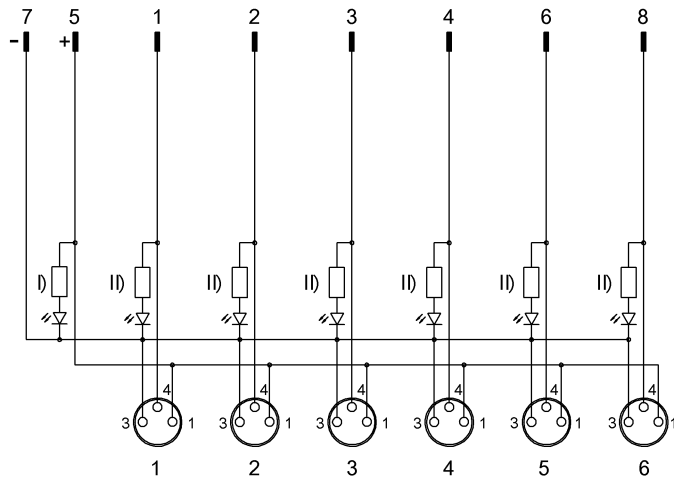 7 5 1 2 3 4 6 8
- +
I) II) II) II) II) II) II)
4 4 4 4 4 4
3 1 3 1 3 1 3 1 3 1 3 1
1 2 3 4 5 6